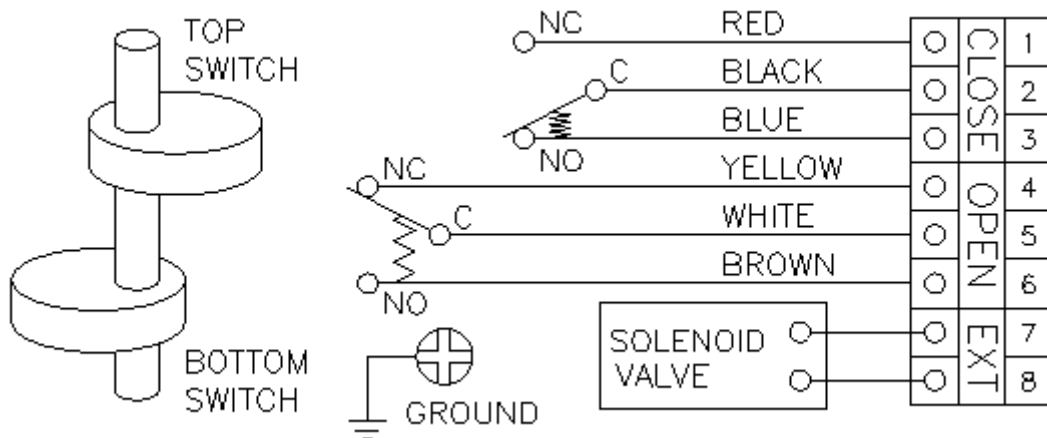 TOP
SWITCH
BOTTOM
SWITCH
NC
RED
C
BLACK
BLUE
NO
NC
YELLOW
C
WHITE
BROWN
NO
GROUND
SOLENOID
VALVE
CLOSE
OPEN
EXT
1
2
3
4
5
6
7
8